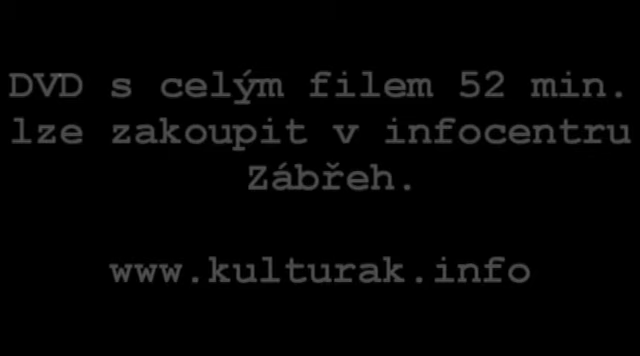 DVD s celým filem 52 min.
lze zakoupit v infocentru
Zábřeh.
www.kulturak.info